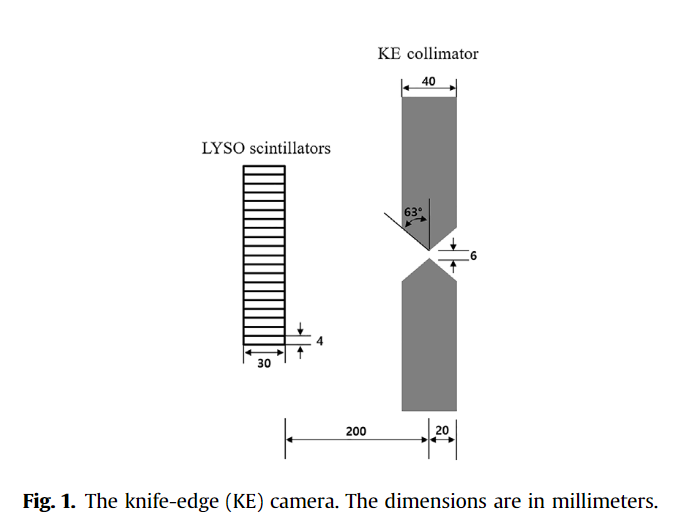 KE collimator
40
LYSO scintillators
63°
6
4
30
200
20
Fig. 1. The knife-edge (KE) camera. The dimensions are in millimeters.